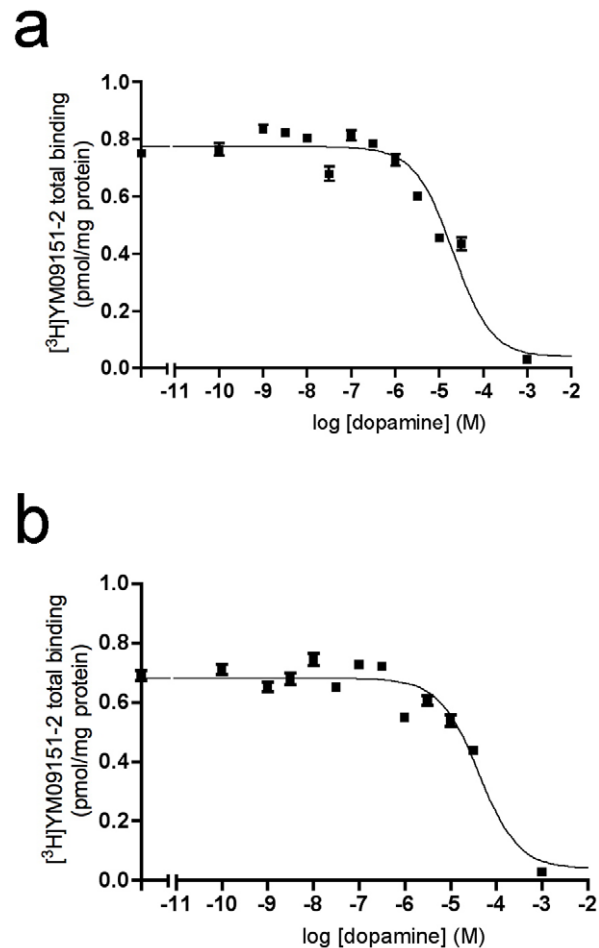 a
[³H]YM09151-2 total binding
(pmol/mg protein)
1.0
0.8
0.6
0.4
0.2
0.0
-11 -10 -9 -8 -7 -6 -5 -4 -3 -2
log [dopamine] (M)
b
[³H]YM09151-2 total binding
(pmol/mg protein)
1.0
0.8
0.6
0.4
0.2
0.0
-11 -10 -9 -8 -7 -6 -5 -4 -3 -2
log [dopamine] (M)